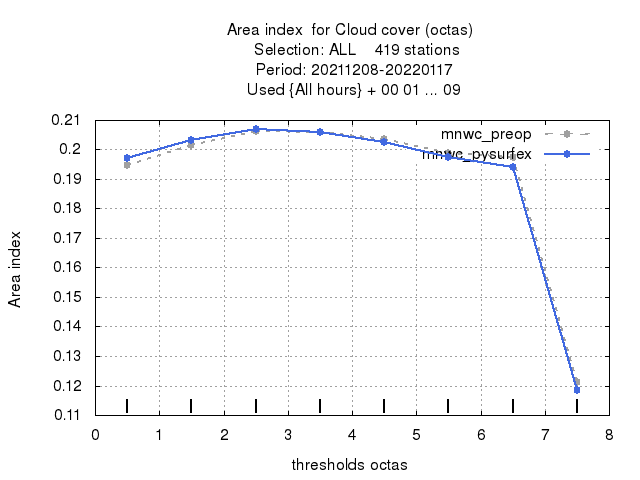 Area index  for Cloud cover (octas)
Selection: ALL    419 stations
Period: 20211208-20220117
Used {All hours} + 00 01 ... 09
mnwc_preop
mnwc_pysurfex
Area index
0.21
0.2
0.19
0.18
0.17
0.16
0.15
0.14
0.13
0.12
0.11
0 1 2 3 4 5 6 7 8
thresholds octas